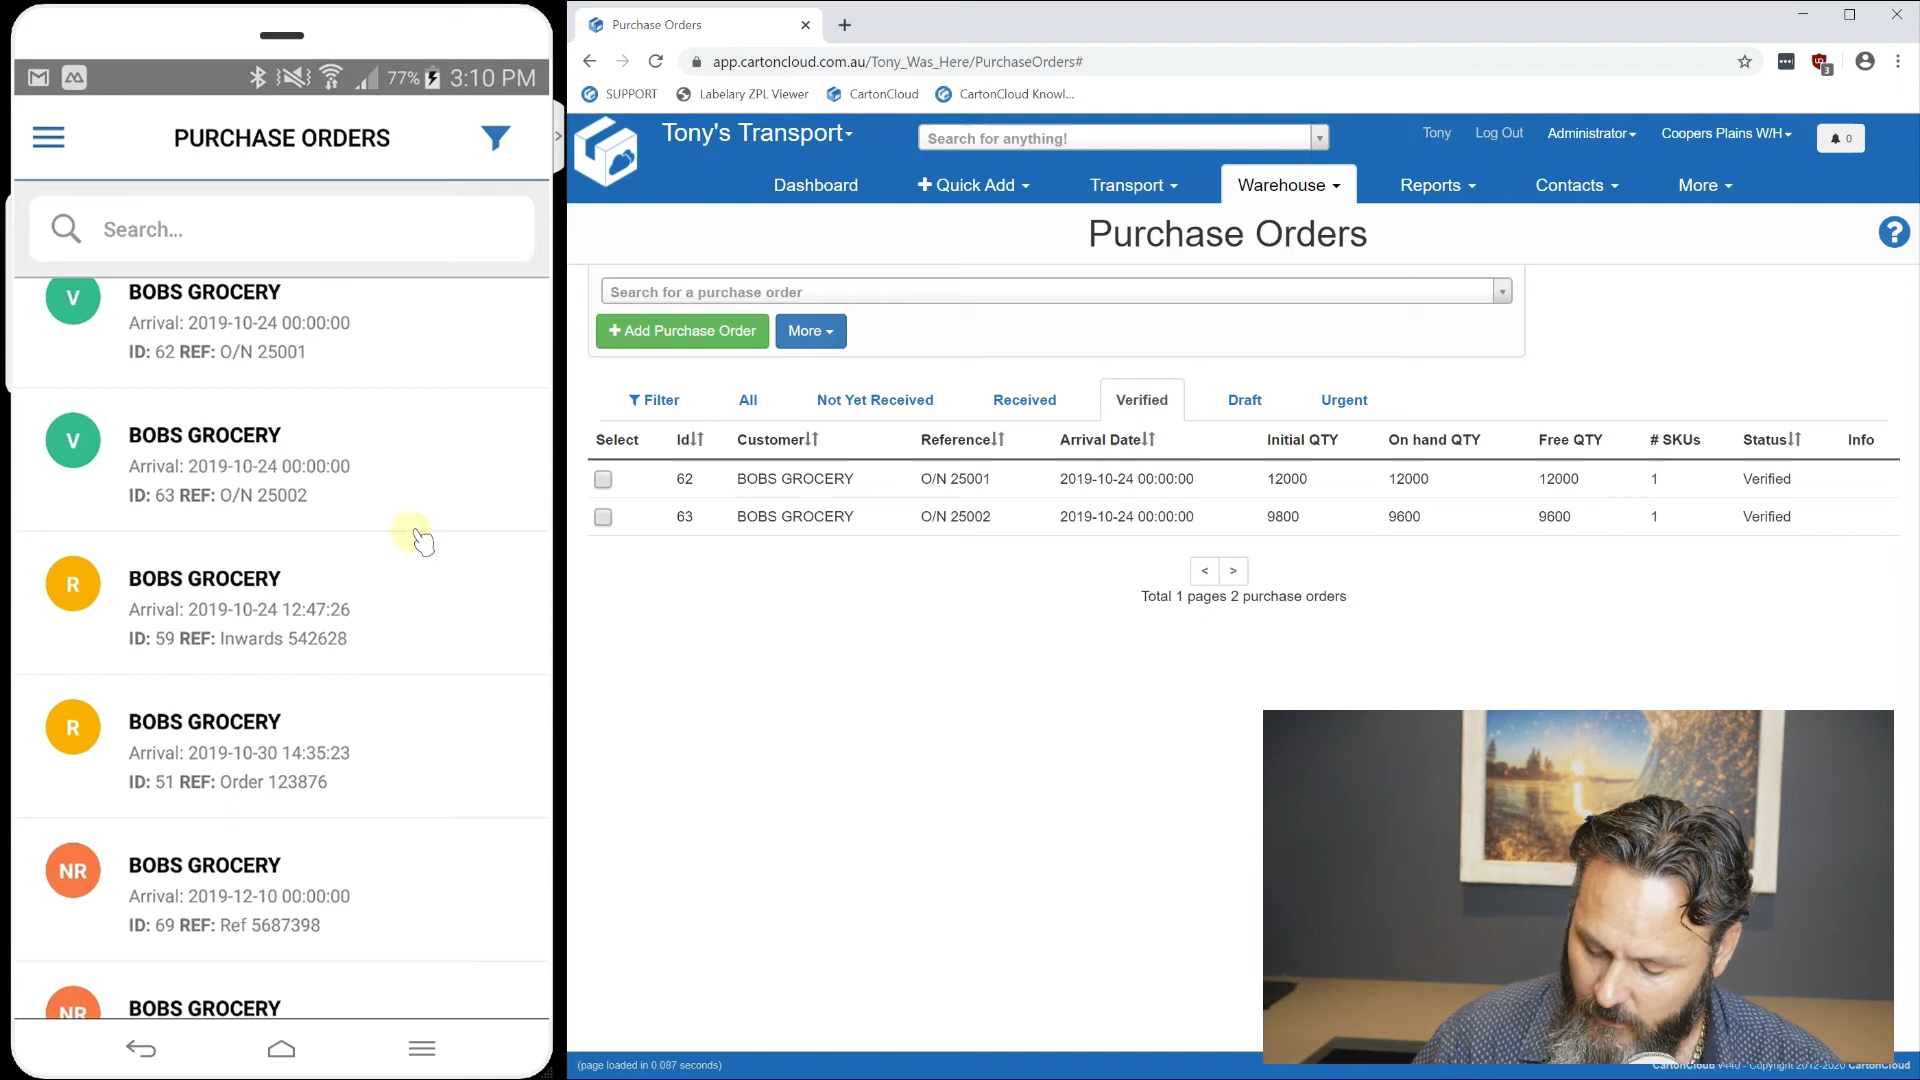 77% 3:10 PM
PURCHASE ORDERS
Search...
V BOBS GROCERY
Arrival: 2019-10-24 00:00:00
ID: 62 REF: O/N 25001
V BOBS GROCERY
Arrival: 2019-10-24 00:00:00
ID: 63 REF: O/N 25002
R BOBS GROCERY
Arrival: 2019-10-24 12:47:26
ID: 59 REF: Inwards 542628
R BOBS GROCERY
Arrival: 2019-10-30 14:35:23
ID: 51 REF: Order 123876
NR BOBS GROCERY
Arrival: 2019-12-10 00:00:00
ID: 69 REF: Ref 5687398
NR BOBS GROCERY
Purchase Orders
app.cartoncloud.com.au/Tony_Was_Here/PurchaseOrders#
3
SUPPORT Labelary ZPL Viewer CartonCloud CartonCloud Knowl...
Tony's Transport Search for anything! Tony Log Out Administrator Coopers Plains W/H 0
Dashboard Quick Add Transport Warehouse Reports Contacts More
Purchase Orders
?
Search for a purchase order
+ Add Purchase Order More
Filter All Not Yet Received Received Verified Draft Urgent
Select Id Customer Reference Arrival Date Initial QTY On hand QTY Free QTY # SKUs Status Info
62 BOBS GROCERY O/N 25001 2019-10-24 00:00:00 12000 12000 12000 1 Verified
63 BOBS GROCERY O/N 25002 2019-10-24 00:00:00 9800 9600 9600 1 Verified
< >
Total 1 pages 2 purchase orders
(page loaded in 0.087 seconds)
CartonCloud v440 - Copyright 2012-2020 CartonCloud